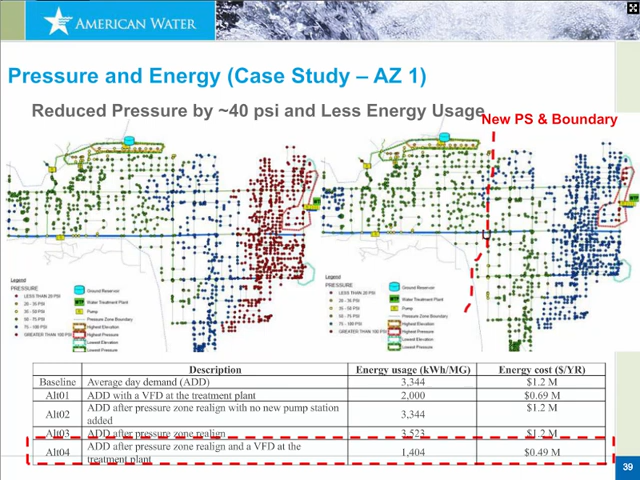 AMERICAN WATER
Pressure and Energy (Case Study – AZ 1)
Reduced Pressure by ~40 psi and Less Energy Usage
New PS & Boundary
Legend
PRESSURE
LESS THAN 20 PSI
20 - 35 PSI
35 - 50 PSI
50 - 75 PSI
75 - 100 PSI
GREATER THAN 100 PSI
Ground Reservoir
WTP
Water Treatment Plant
Pump
Pressure Zone Boundary
Highest Elevation
Highest Pressure
Lowest Elevation
Lowest Pressure
Legend
PRESSURE
LESS THAN 20 PSI
20 - 35 PSI
35 - 50 PSI
50 - 75 PSI
75 - 100 PSI
GREATER THAN 100 PSI
Ground Reservoir
WTP
Water Treatment Plant
Pump
Pressure Zone Boundary
Highest Elevation
Highest Pressure
Lowest Elevation
Lowest Pressure
Description Energy usage (kWh/MG) Energy cost ($/YR)
Baseline Average day demand (ADD) 3,344 $1.2 M
Alt01 ADD with a VFD at the treatment plant 2,000 $0.69 M
Alt02 ADD after pressure zone realign with no new pump station added 3,344 $1.2 M
Alt03 ADD after pressure zone realign 3,523 $1.2 M
Alt04 ADD after pressure zone realign and a VFD at the treatment plant 1,404 $0.49 M
39